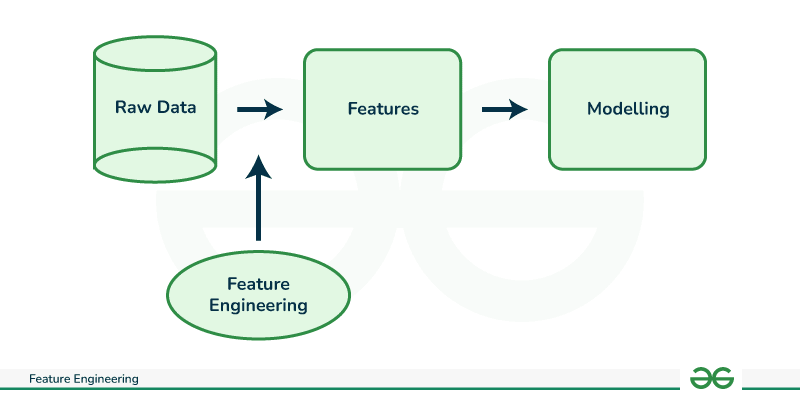 Raw Data
Features
Modelling
Feature
Engineering
Feature Engineering